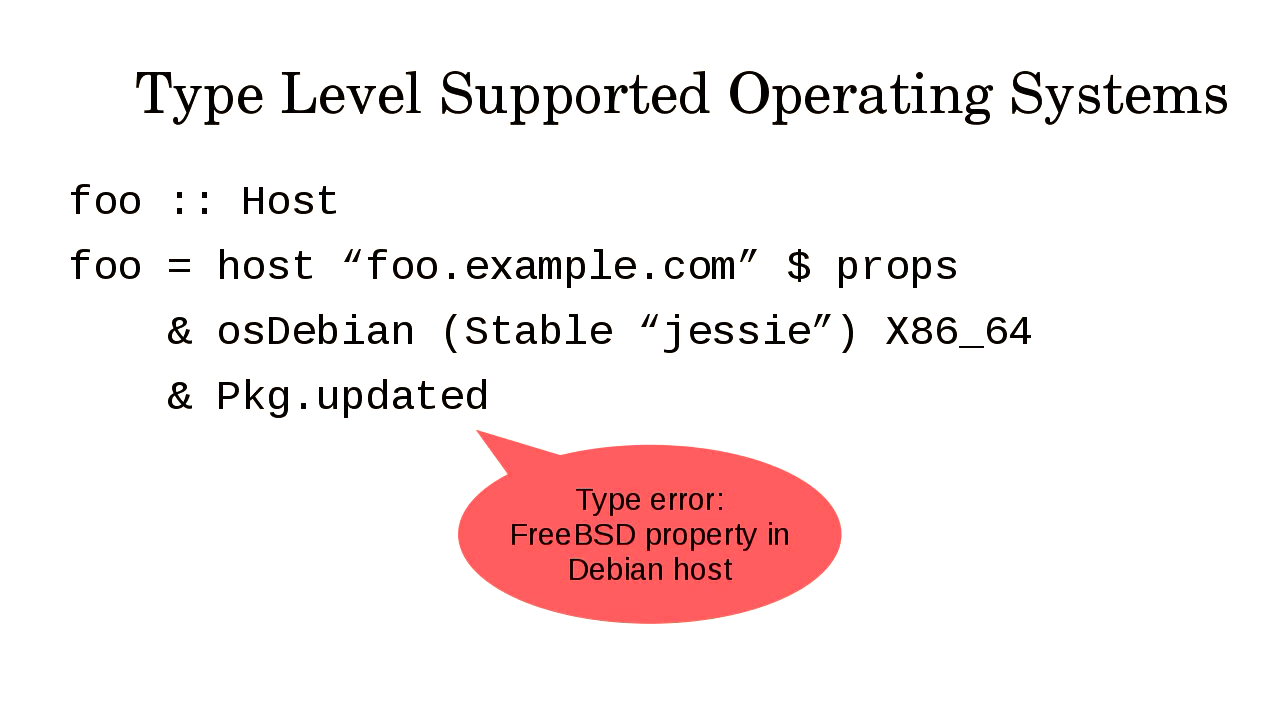 Type Level Supported Operating Systems
foo :: Host
foo = host “foo.example.com” $ props
    & osDebian (Stable “jessie”) X86_64
    & Pkg.updated
Type error:
FreeBSD property in
Debian host